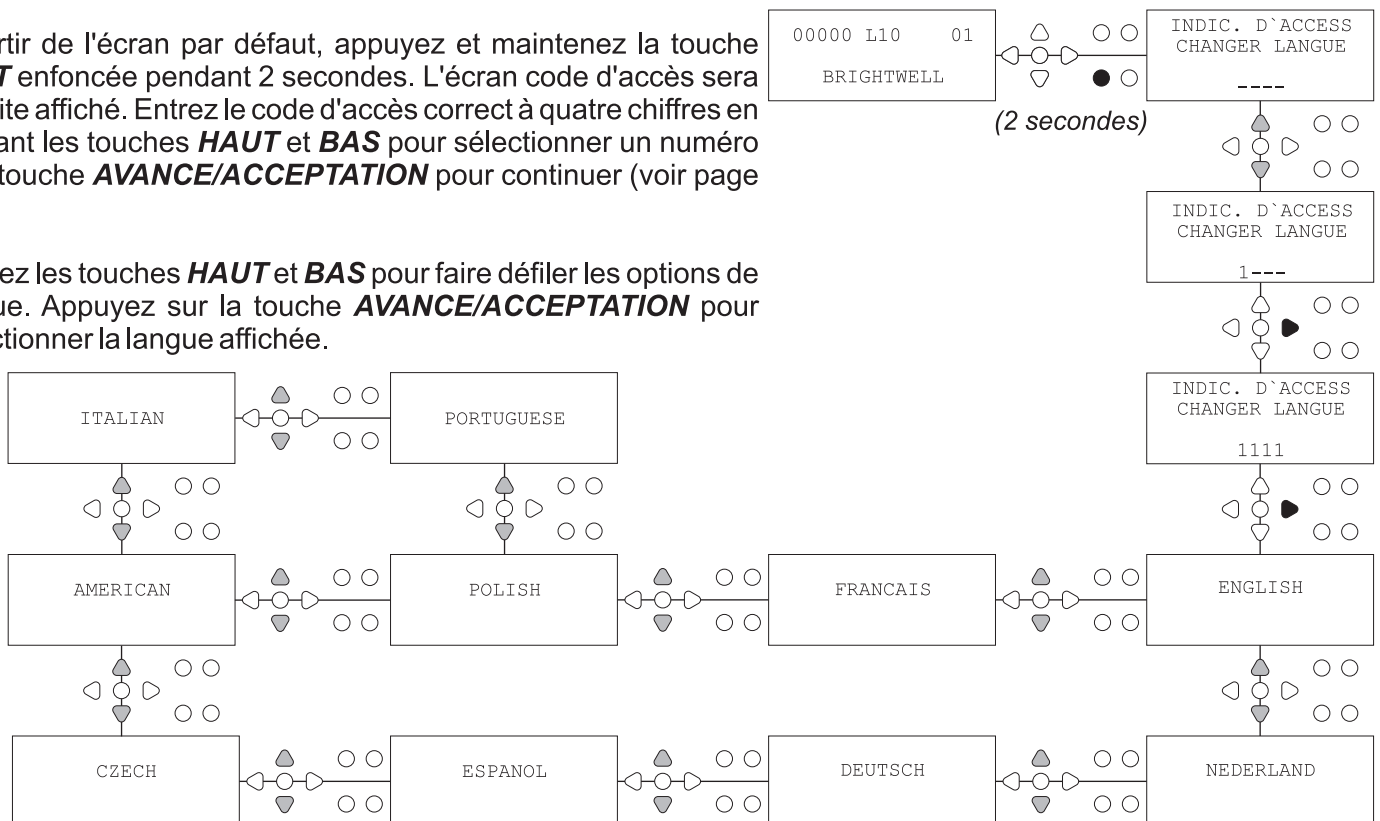 rtir de l'écran par défaut, appuyez et maintenez la touche
T enfoncée pendant 2 secondes. L'écran code d'accès sera
ite affiché. Entrez le code d'accès correct à quatre chiffres en
ant les touches HAUT et BAS pour sélectionner un numéro
touche AVANCE/ACCEPTATION pour continuer (voir page
ez les touches HAUT et BAS pour faire défiler les options de
ue. Appuyez sur la touche AVANCE/ACCEPTATION pour
ctionner la langue affichée.
00000 L10 01
BRIGHTWELL
(2 secondes)
INDIC. D`ACCESS
CHANGER LANGUE
----
INDIC. D`ACCESS
CHANGER LANGUE
1---
INDIC. D`ACCESS
CHANGER LANGUE
1111
ITALIAN
PORTUGUESE
AMERICAN
POLISH
FRANCAIS
ENGLISH
CZECH
ESPANOL
DEUTSCH
NEDERLAND